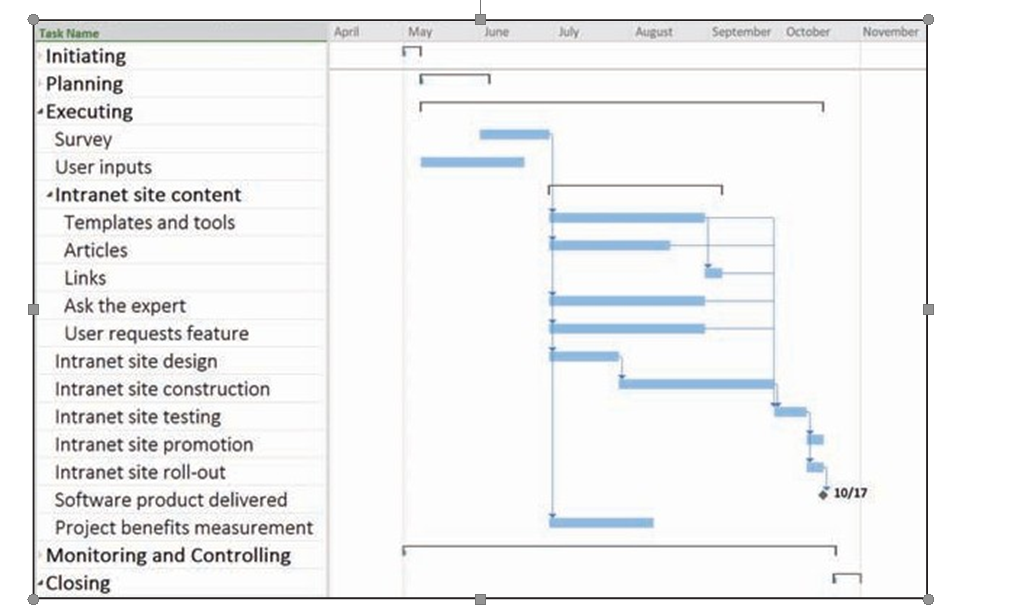 Task Name April May June July August September October November
Initiating
Planning
Executing
Survey
User inputs
Intranet site content
Templates and tools
Articles
Links
Ask the expert
User requests feature
Intranet site design
Intranet site construction
Intranet site testing
Intranet site promotion
Intranet site roll-out
Software product delivered 10/17
Project benefits measurement
Monitoring and Controlling
Closing